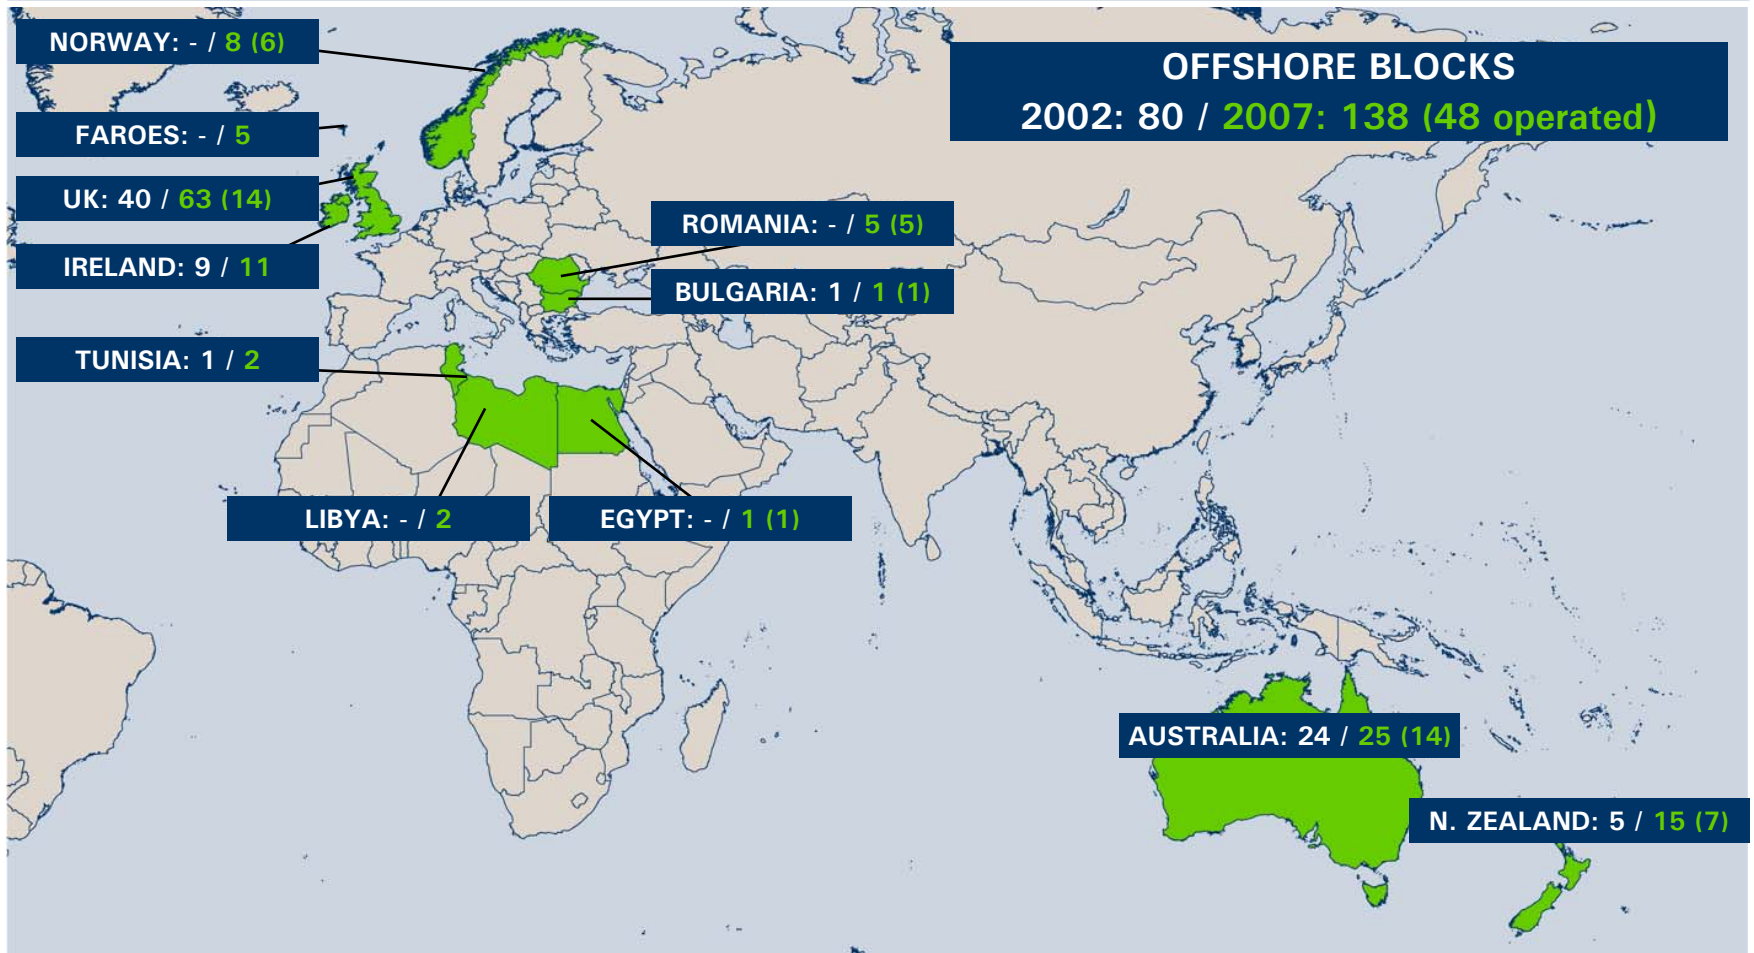 NORWAY: - / 8 (6)
OFFSHORE BLOCKS
2002: 80 / 2007: 138 (48 operated)
FAROES: - / 5
UK: 40 / 63 (14)
ROMANIA: - / 5 (5)
IRELAND: 9 / 11
BULGARIA: 1 / 1 (1)
TUNISIA: 1 / 2
LIBYA: - / 2
EGYPT: - / 1 (1)
AUSTRALIA: 24 / 25 (14)
N. ZEALAND: 5 / 15 (7)